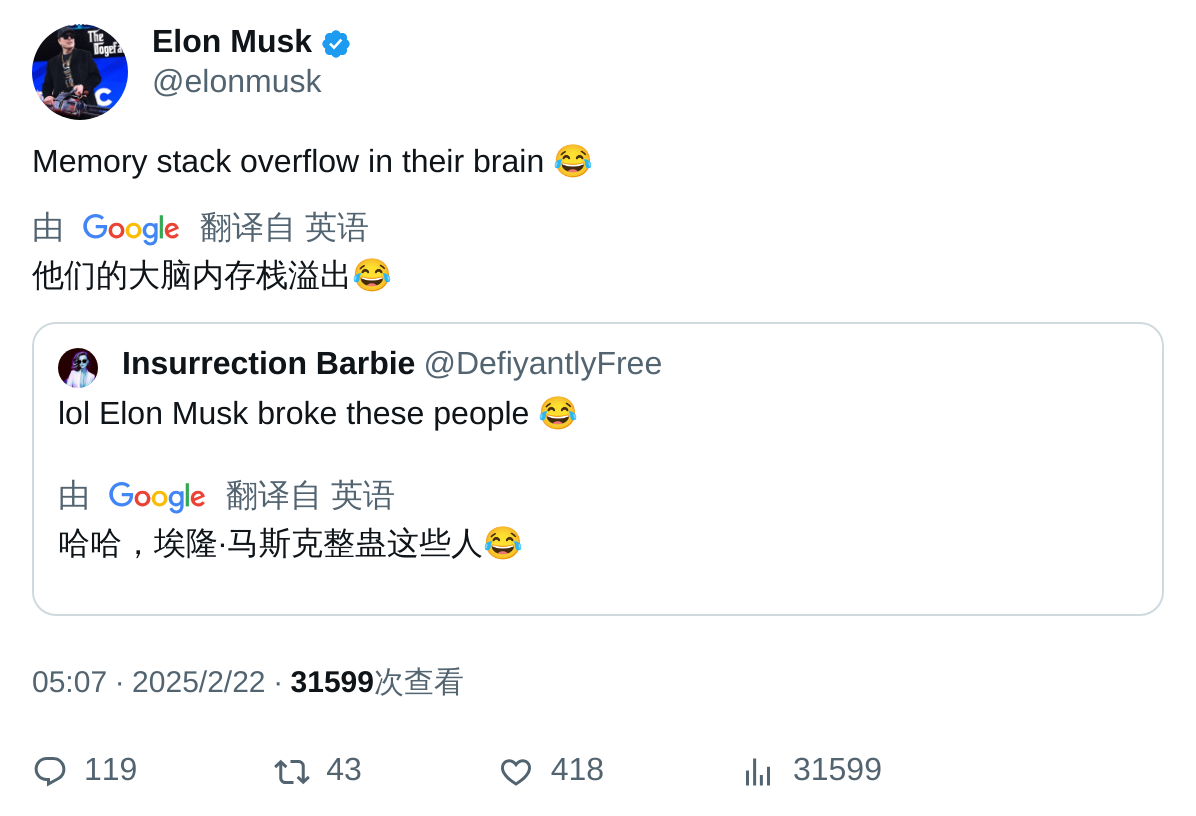 The
Dogefa
C
Elon Musk
@elonmusk
Memory stack overflow in their brain 😂
由 Google 翻译自 英语
他们的大脑内存栈溢出😂
Insurrection Barbie @DefiyantlyFree
lol Elon Musk broke these people 😂
由 Google 翻译自 英语
哈哈，埃隆·马斯克整蛊这些人😂
05:07 · 2025/2/22 · 31599次查看
119 43 418 31599